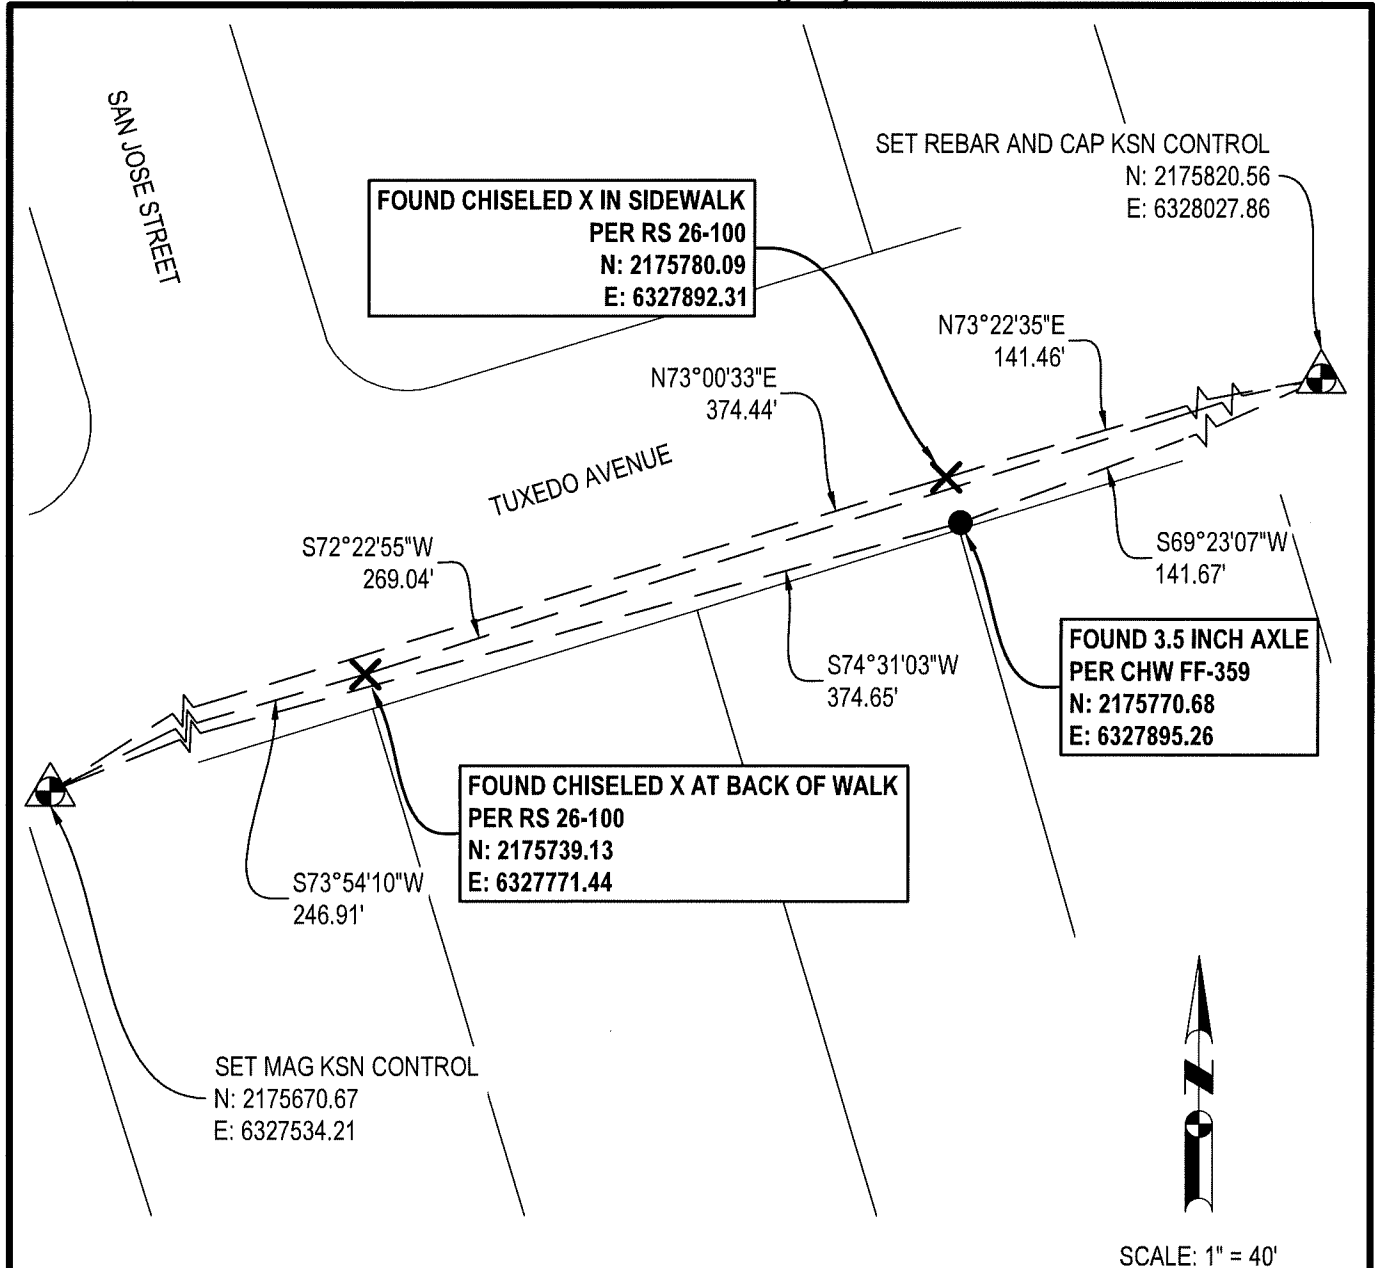 SAN JOSE STREET
SET REBAR AND CAP KSN CONTROL
N: 2175820.56
E: 6328027.86
FOUND CHISELED X IN SIDEWALK
PER RS 26-100
N: 2175780.09
E: 6327892.31
N73°22'35"E
141.46'
N73°00'33"E
374.44'
TUXEDO AVENUE
S72°22'55"W
269.04'
S69°23'07"W
141.67'
S74°31'03"W
374.65'
FOUND 3.5 INCH AXLE
PER CHW FF-359
N: 2175770.68
E: 6327895.26
FOUND CHISELED X AT BACK OF WALK
PER RS 26-100
N: 2175739.13
E: 6327771.44
S73°54'10"W
246.91'
SET MAG KSN CONTROL
N: 2175670.67
E: 6327534.21
N
SCALE: 1" = 40'